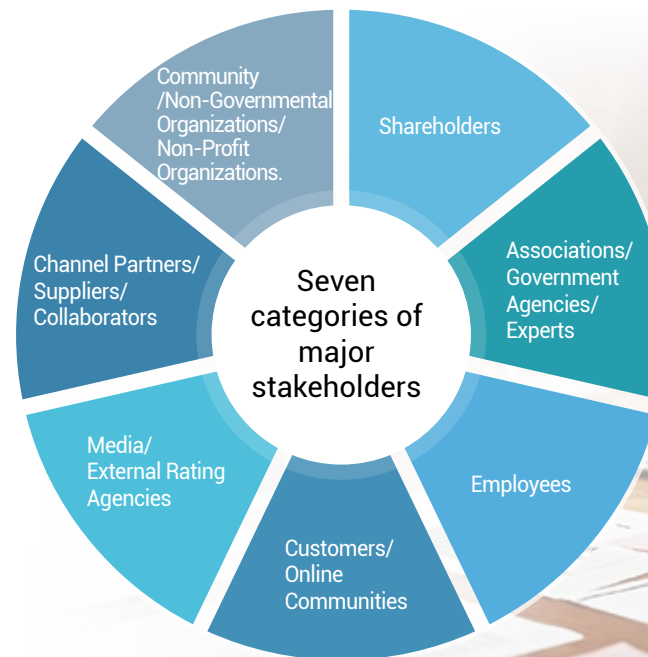 Seven
categories of
major
stakeholders
Shareholders
Associations/
Government
Agencies/
Experts
Employees
Customers/
Online
Communities
Media/
External Rating
Agencies
Channel Partners/
Suppliers/
Collaborators
Community
/Non-Governmental
Organizations/
Non-Profit
Organizations.